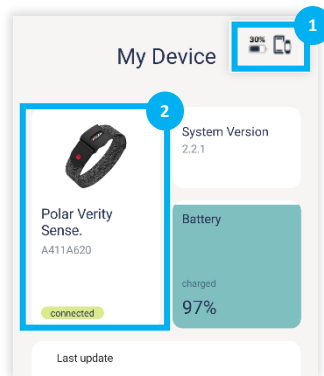 1
30%
My Device
2
System Version
2.2.1
Polar Verity
Sense.
A411A620
connected
Battery
charged
97%
Last update